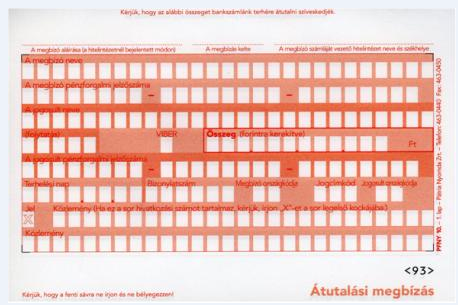 Kérjük, hogy az alábbi összeget bankszámlánk terhére átutalni szíveskedjék.
A megbízó aláírása (a hitelintézetnél bejelentett módon) A megbízás kelte A megbízó számláját vezető hitelintézet neve és székhelye
A megbízó neve
A megbízó pénzforgalmi jelzőszáma
A jogosult neve
(folytatás) VIBER Összeg (forintra kerekítve)
Ft
A jogosult pénzforgalmi jelzőszáma
Terhelési nap Bizonylatszám Megbízó országkódja Jogcímkód Jogosult országkódja
Jel Közlemény (Ha ez a sor hivatkozási számot tartalmaz, kérjük, írjon „X”-et a sor legelső kockájába.)
X
Közlemény
PFNY 10. – 1. lap – Pátria Nyomda Zrt. – Telefon: 463-0440 Fax: 463-0450
<93>
Kérjük, hogy a fenti sávra ne írjon és ne bélyegezzen!
Átutalási megbízás